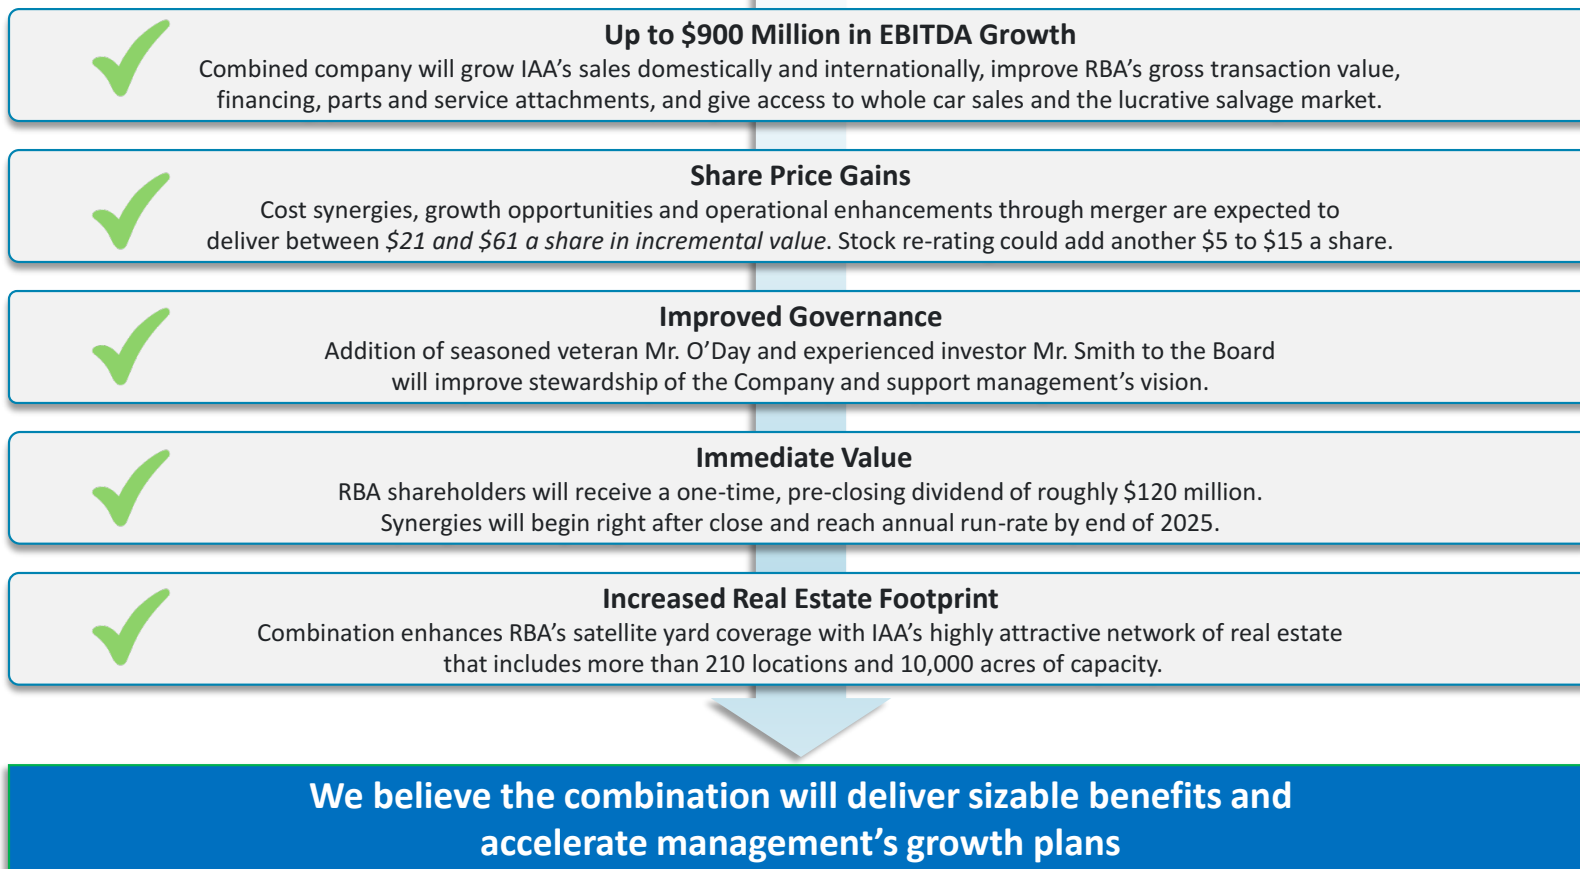 Up to $900 Million in EBITDA Growth
Combined company will grow IAA’s sales domestically and internationally, improve RBA’s gross transaction value,
financing, parts and service attachments, and give access to whole car sales and the lucrative salvage market.
Share Price Gains
Cost synergies, growth opportunities and operational enhancements through merger are expected to
deliver between $21 and $61 a share in incremental value. Stock re-rating could add another $5 to $15 a share.
Improved Governance
Addition of seasoned veteran Mr. O’Day and experienced investor Mr. Smith to the Board
will improve stewardship of the Company and support management’s vision.
Immediate Value
RBA shareholders will receive a one-time, pre-closing dividend of roughly $120 million.
Synergies will begin right after close and reach annual run-rate by end of 2025.
Increased Real Estate Footprint
Combination enhances RBA’s satellite yard coverage with IAA’s highly attractive network of real estate
that includes more than 210 locations and 10,000 acres of capacity.
We believe the combination will deliver sizable benefits and
accelerate management’s growth plans